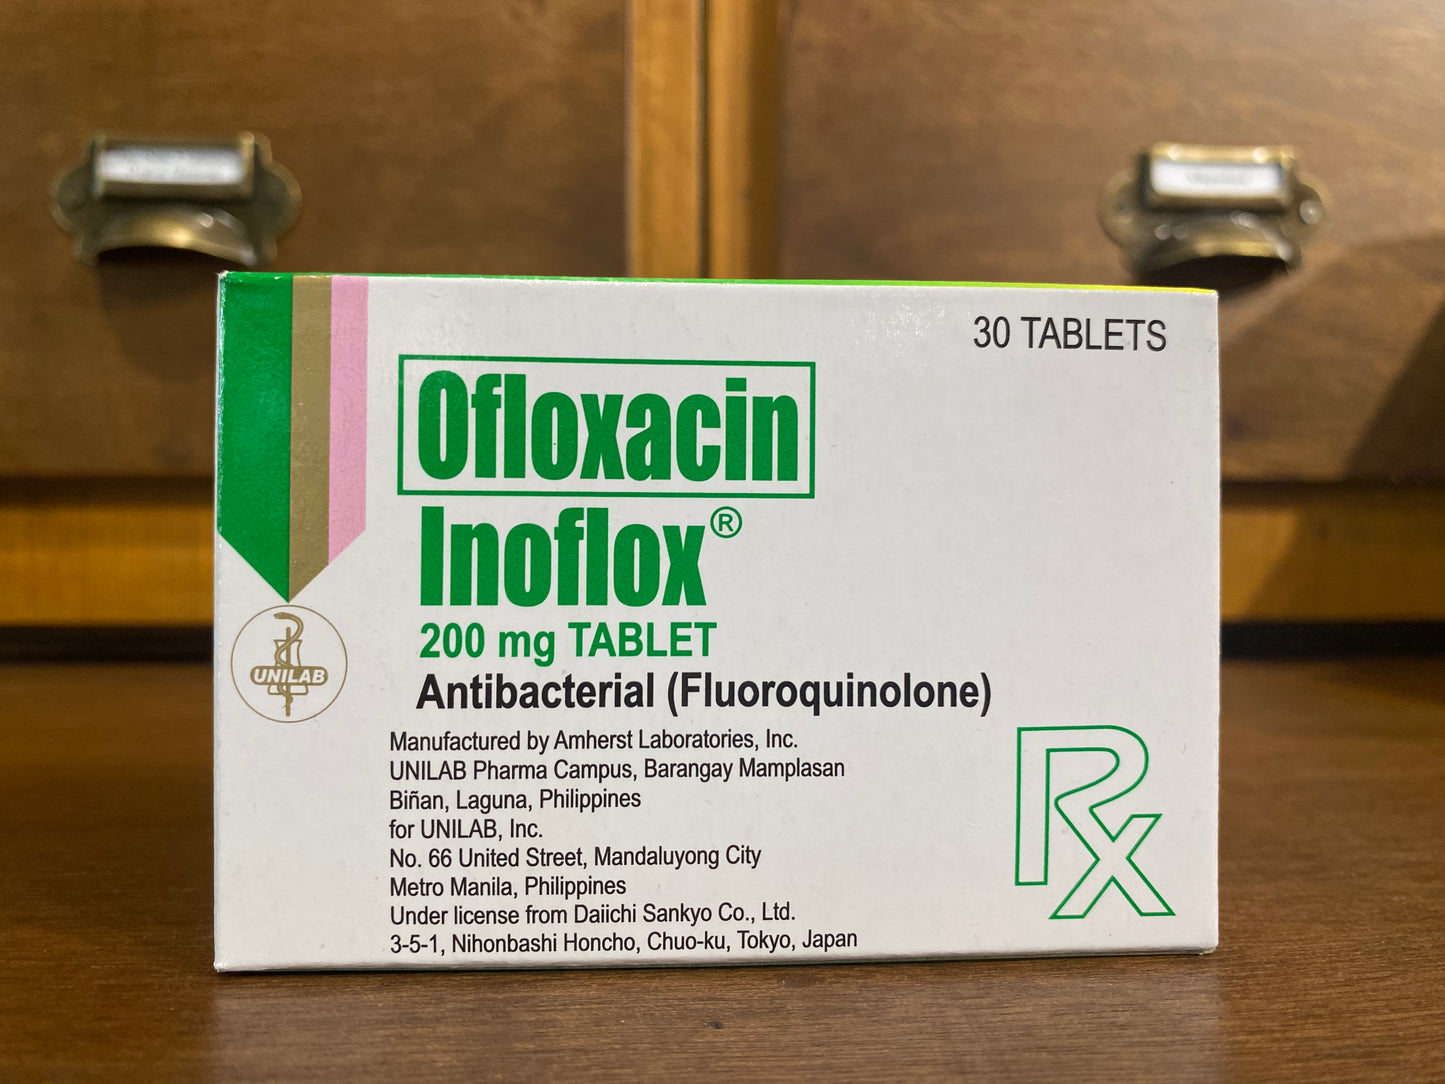 30 TABLETS
Ofloxacin
Inoflox®
200 mg TABLET
Antibacterial (Fluoroquinolone)
UNILAB
Manufactured by Amherst Laboratories, Inc.
UNILAB Pharma Campus, Barangay Mamplasan
Biñan, Laguna, Philippines
for UNILAB, Inc.
No. 66 United Street, Mandaluyong City
Metro Manila, Philippines
Under license from Daiichi Sankyo Co., Ltd.
3-5-1, Nihonbashi Honcho, Chuo-ku, Tokyo, Japan
Rx